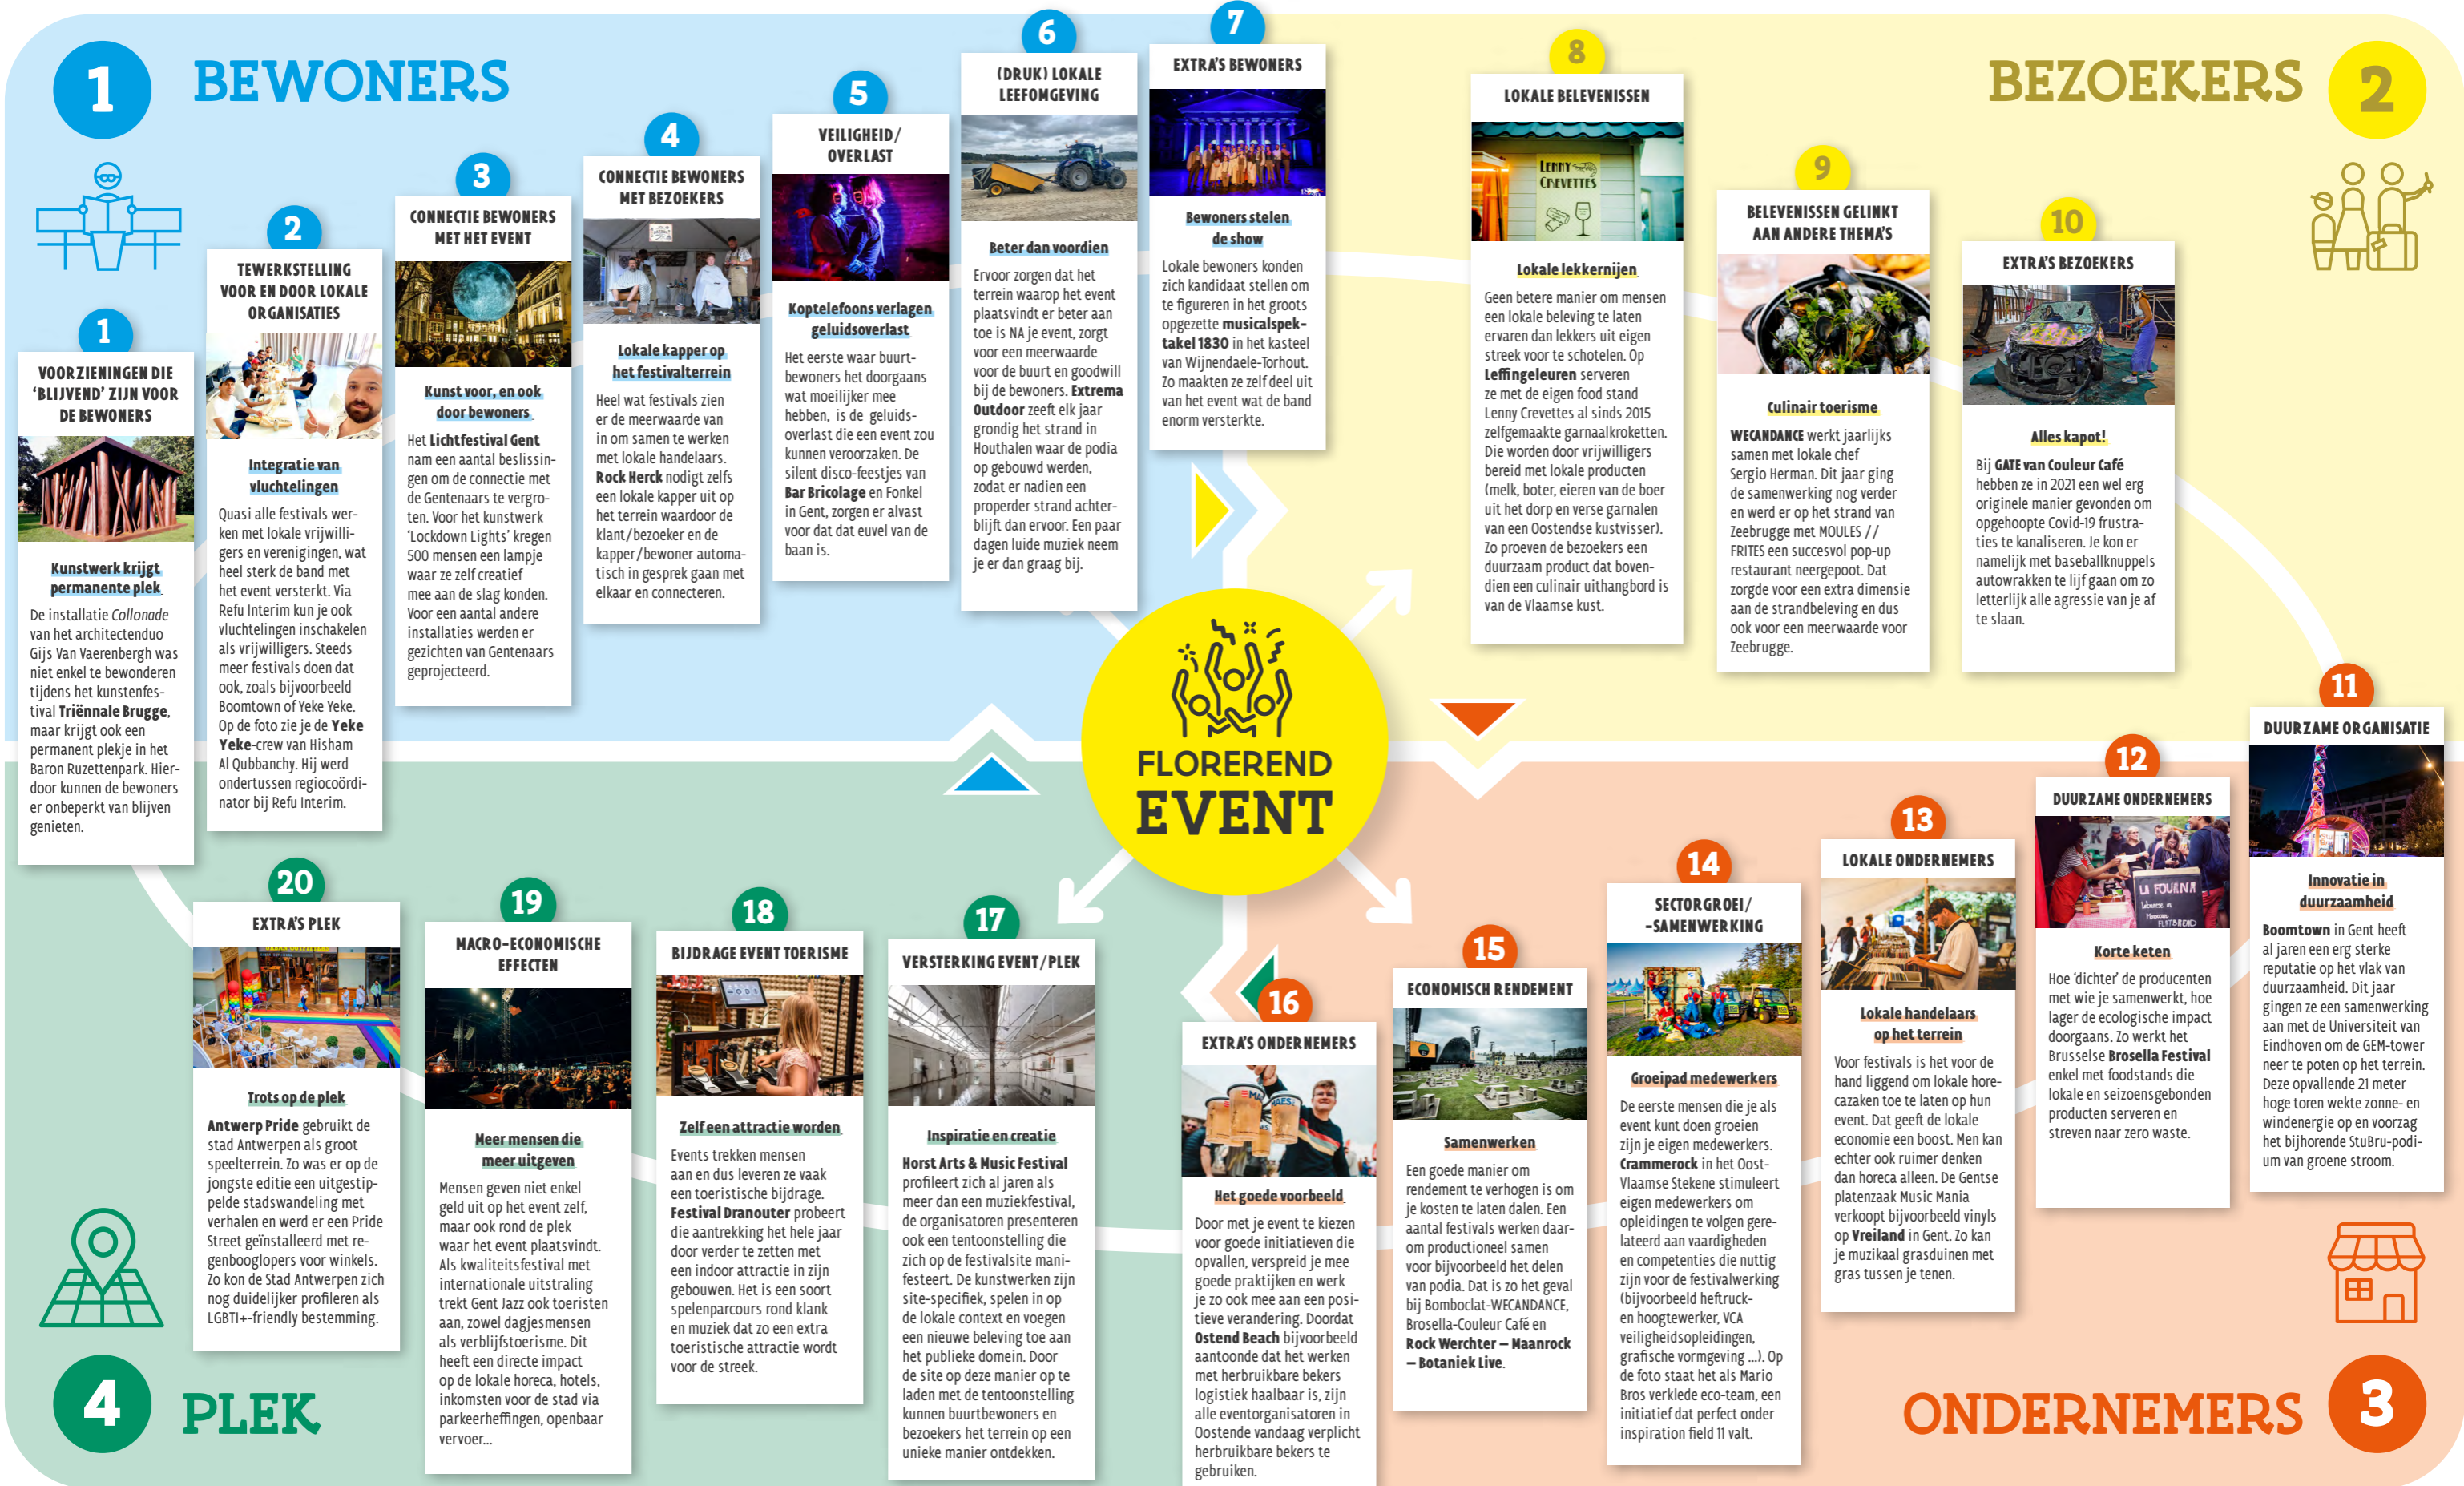 1
BEWONERS
1
VOORZIENINGEN DIE
‘BLIJVEND’ ZIJN VOOR
DE BEWONERS
Kunstwerk krijgt
permanente plek
De installatie Collonade
van het architectenduo
Gijs Van Vaerenbergh was
niet enkel te bewonderen
tijdens het kunstenfes-
tival Triënnale Brugge,
maar krijgt ook een
permanent plekje in het
Baron Ruzettenpark. Hier-
door kunnen de bewoners
er onbeperkt van blijven
genieten.
2
TEWERKSTELLING
VOOR EN DOOR LOKALE
ORGANISATIES
Integratie van
vluchtelingen
Quasi alle festivals wer-
ken met lokale vrijwilli-
gers en verenigingen, wat
heel sterk de band met
het event versterkt. Via
Refu Interim kun je ook
vluchtelingen inschakelen
als vrijwilligers. Steeds
meer festivals doen dat
ook, zoals bijvoorbeeld
Boomtown of Yeke Yeke.
Op de foto zie je de Yeke
Yeke-crew van Hisham
Al Qubbanchy. Hij werd
ondertussen regiocoördi-
nator bij Refu Interim.
3
CONNECTIE BEWONERS
MET HET EVENT
Kunst voor, en ook
door bewoners
Het Lichtfestival Gent
nam een aantal beslissin-
gen om de connectie met
de Gentenaars te vergro-
ten. Voor het kunstwerk
‘Lockdown Lights’ kregen
500 mensen een lampje
waar ze zelf creatief
mee aan de slag konden.
Voor een aantal andere
installaties werden er
gezichten van Gentenaars
geprojecteerd.
4
CONNECTIE BEWONERS
MET BEZOEKERS
Lokale kapper op
het festivalterrein
Heel wat festivals zien
er de meerwaarde van
in om samen te werken
met lokale handelaars.
Rock Herck nodigt zelfs
een lokale kapper uit op
het terrein waardoor de
klant/bezoeker en de
kapper/bewoner automa-
tisch in gesprek gaan met
elkaar en connecteren.
5
VEILIGHEID/
OVERLAST
Koptelefoons verlagen
geluidsoverlast
Het eerste waar buurt-
bewoners het doorgaans
wat moeilijker mee
hebben, is de geluids-
overlast die een event zou
kunnen veroorzaken. De
silent disco-feestjes van
Bar Bricolage en Fonkel
in Gent, zorgen er alvast
voor dat dat euvel van de
baan is.
6
(DRUK) LOKALE
LEEFOMGEVING
Beter dan voordien
Ervoor zorgen dat het
terrein waarop het event
plaatsvindt er beter aan
toe is NA je event, zorgt
voor een meerwaarde
voor de buurt en goodwill
bij de bewoners. Extrema
Outdoor zeeft elk jaar
grondig het strand in
Houthalen waar de podia
op gebouwd werden,
zodat er nadien een
properder strand achter-
blijft dan ervoor. Een paar
dagen luide muziek neem
je er dan graag bij.
7
EXTRA'S BEWONERS
Bewoners stelen
de show
Lokale bewoners konden
zich kandidaat stellen om
te figureren in het groots
opgezette musicalspek-
takel 1830 in het kasteel
van Wijnendaele-Torhout.
Zo maakten ze zelf deel uit
van het event wat de band
enorm versterkte.
BEZOEKERS
2
8
LOKALE BELEVENISSEN
LENNY
CREVETTES
Lokale lekkernijen
Geen betere manier om mensen
een lokale beleving te laten
ervaren dan lekkers uit eigen
streek voor te schotelen. Op
Leffingeleuren serveren
ze met de eigen food stand
Lenny Crevettes al sinds 2015
zelfgemaakte garnaalkroketten.
Die worden door vrijwilligers
bereid met lokale producten
(melk, boter, eieren van de boer
uit het dorp en verse garnalen
van een Oostendse kustvisser).
Zo proeven de bezoekers een
duurzaam product dat boven-
dien een culinair uithangbord is
van de Vlaamse kust.
9
BELEVENISSEN GELINKT
AAN ANDERE THEMA'S
Culinair toerisme
WECANDANCE werkt jaarlijks
samen met lokale chef
Sergio Herman. Dit jaar ging
de samenwerking nog verder
en werd er op het strand van
Zeebrugge met MOULES //
FRITES een succesvol pop-up
restaurant neergepoot. Dat
zorgde voor een extra dimensie
aan de strandbeleving en dus
ook voor een meerwaarde voor
Zeebrugge.
10
EXTRA'S BEZOEKERS
Alles kapot!
Bij GATE van Couleur Café
hebben ze in 2021 een wel erg
originele manier gevonden om
opgehoopte Covid-19 frustra-
ties te kanaliseren. Je kon er
namelijk met baseballknuppels
autowrakken te lijf gaan om zo
letterlijk alle agressie van je af
te slaan.
FLOREREND
EVENT
11
DUURZAME ORGANISATIE
Innovatie in
duurzaamheid
Boomtown in Gent heeft
al jaren een erg sterke
reputatie op het vlak van
duurzaamheid. Dit jaar
gingen ze een samenwerking
aan met de Universiteit van
Eindhoven om de GEM-tower
neer te poten op het terrein.
Deze opvallende 21 meter
hoge toren wekte zonne- en
windenergie op en voorzag
het bijhorende StuBru-podi-
um van groene stroom.
12
DUURZAME ONDERNEMERS
LA FOURNA
FLATBREAD
Korte keten
Hoe ‘dichter’ de producenten
met wie je samenwerkt, hoe
lager de ecologische impact
doorgaans. Zo werkt het
Brusselse Brosella Festival
enkel met foodstands die
lokale en seizoensgebonden
producten serveren en
streven naar zero waste.
13
LOKALE ONDERNEMERS
Lokale handelaars
op het terrein
Voor festivals is het voor de
hand liggend om lokale hore-
cazaken toe te laten op hun
event. Dat geeft de lokale
economie een boost. Men kan
echter ook ruimer denken
dan horeca alleen. De Gentse
platenzaak Music Mania
verkoopt bijvoorbeeld vinyls
op Vreiland in Gent. Zo kan
je muzikaal grasduinen met
gras tussen je tenen.
14
SECTORGROEI/
-SAMENWERKING
Groeipad medewerkers
De eerste mensen die je als
event kunt doen groeien
zijn je eigen medewerkers.
Crammerock in het Oost-
Vlaamse Stekene stimuleert
eigen medewerkers om
opleidingen te volgen gere-
lateerd aan vaardigheden
en competenties die nuttig
zijn voor de festivalwerking
(bijvoorbeeld heftruck-
en hoogtewerker, VCA
veiligheidsopleidingen,
grafische vormgeving ...). Op
de foto staat het als Mario
Bros verklede eco-team, een
initiatief dat perfect onder
inspiration field 11 valt.
15
ECONOMISCH RENDEMENT
Samenwerken
Een goede manier om
rendement te verhogen is om
je kosten te laten dalen. Een
aantal festivals werken daar-
om productioneel samen
voor bijvoorbeeld het delen
van podia. Dat is zo het geval
bij Bomboclat-WECANDANCE,
Brosella-Couleur Café en
Rock Werchter – Maanrock
– Botaniek Live.
16
EXTRA'S ONDERNEMERS
MAES
Het goede voorbeeld
Door met je event te kiezen
voor goede initiatieven die
opvallen, verspreid je mee
goede praktijken en werk
je zo ook mee aan een posi-
tieve verandering. Doordat
Ostend Beach bijvoorbeeld
aantoonde dat het werken
met herbruikbare bekers
logistiek haalbaar is, zijn
alle eventorganisatoren in
Oostende vandaag verplicht
herbruikbare bekers te
gebruiken.
ONDERNEMERS
3
17
VERSTERKING EVENT/PLEK
Inspiratie en creatie
Horst Arts & Music Festival
profileert zich al jaren als
meer dan een muziekfestival,
de organisatoren presenteren
ook een tentoonstelling die
zich op de festivalsite mani-
festeert. De kunstwerken zijn
site-specifiek, spelen in op
de lokale context en voegen
een nieuwe beleving toe aan
het publieke domein. Door
de site op deze manier op te
laden met de tentoonstelling
kunnen buurtbewoners en
bezoekers het terrein op een
unieke manier ontdekken.
18
BIJDRAGE EVENT TOERISME
Zelf een attractie worden
Events trekken mensen
aan en dus leveren ze vaak
een toeristische bijdrage.
Festival Dranouter probeert
die aantrekking het hele jaar
door verder te zetten met
een indoor attractie in zijn
gebouwen. Het is een soort
spelenparcours rond klank
en muziek dat zo een extra
toeristische attractie wordt
voor de streek.
19
MACRO-ECONOMISCHE
EFFECTEN
Meer mensen die
meer uitgeven
Mensen geven niet enkel
geld uit op het event zelf,
maar ook rond de plek
waar het event plaatsvindt.
Als kwaliteitsfestival met
internationale uitstraling
trekt Gent Jazz ook toeristen
aan, zowel dagjesmensen
als verblijfstoerisme. Dit
heeft een directe impact
op de lokale horeca, hotels,
inkomsten voor de stad via
parkeerheffingen, openbaar
vervoer...
20
EXTRA'S PLEK
Trots op de plek
Antwerp Pride gebruikt de
stad Antwerpen als groot
speelterrein. Zo was er op de
jongste editie een uitgestip-
pelde stadswandeling met
verhalen en werd er een Pride
Street geïnstalleerd met re-
genbooglopers voor winkels.
Zo kon de Stad Antwerpen zich
nog duidelijker profileren als
LGBTI+-friendly bestemming.
4
PLEK